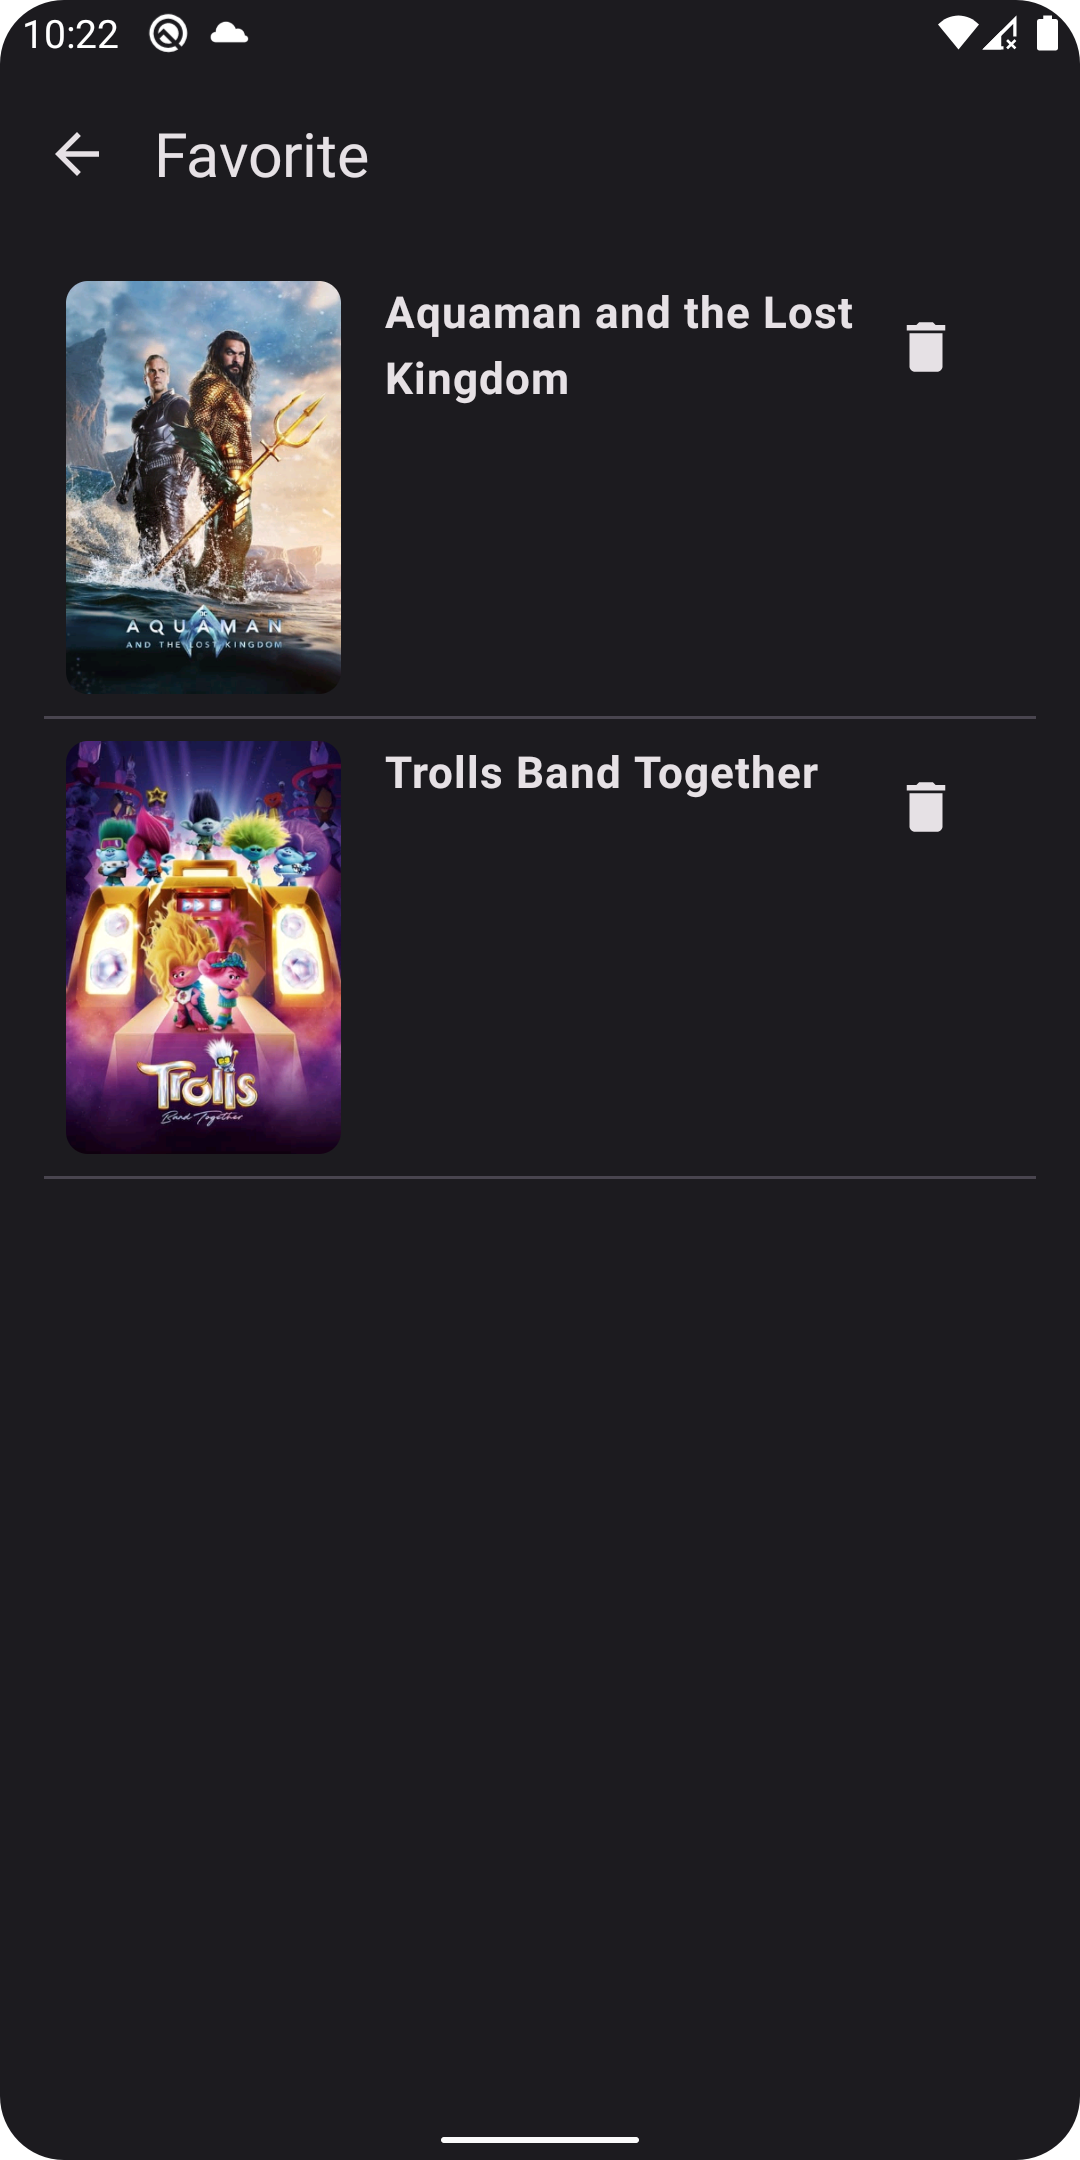 10:22
Favorite
Aquaman and the Lost
Kingdom
AQUAMAN
AND THE LOST KINGDOM
Trolls Band Together
Trolls
Band Together